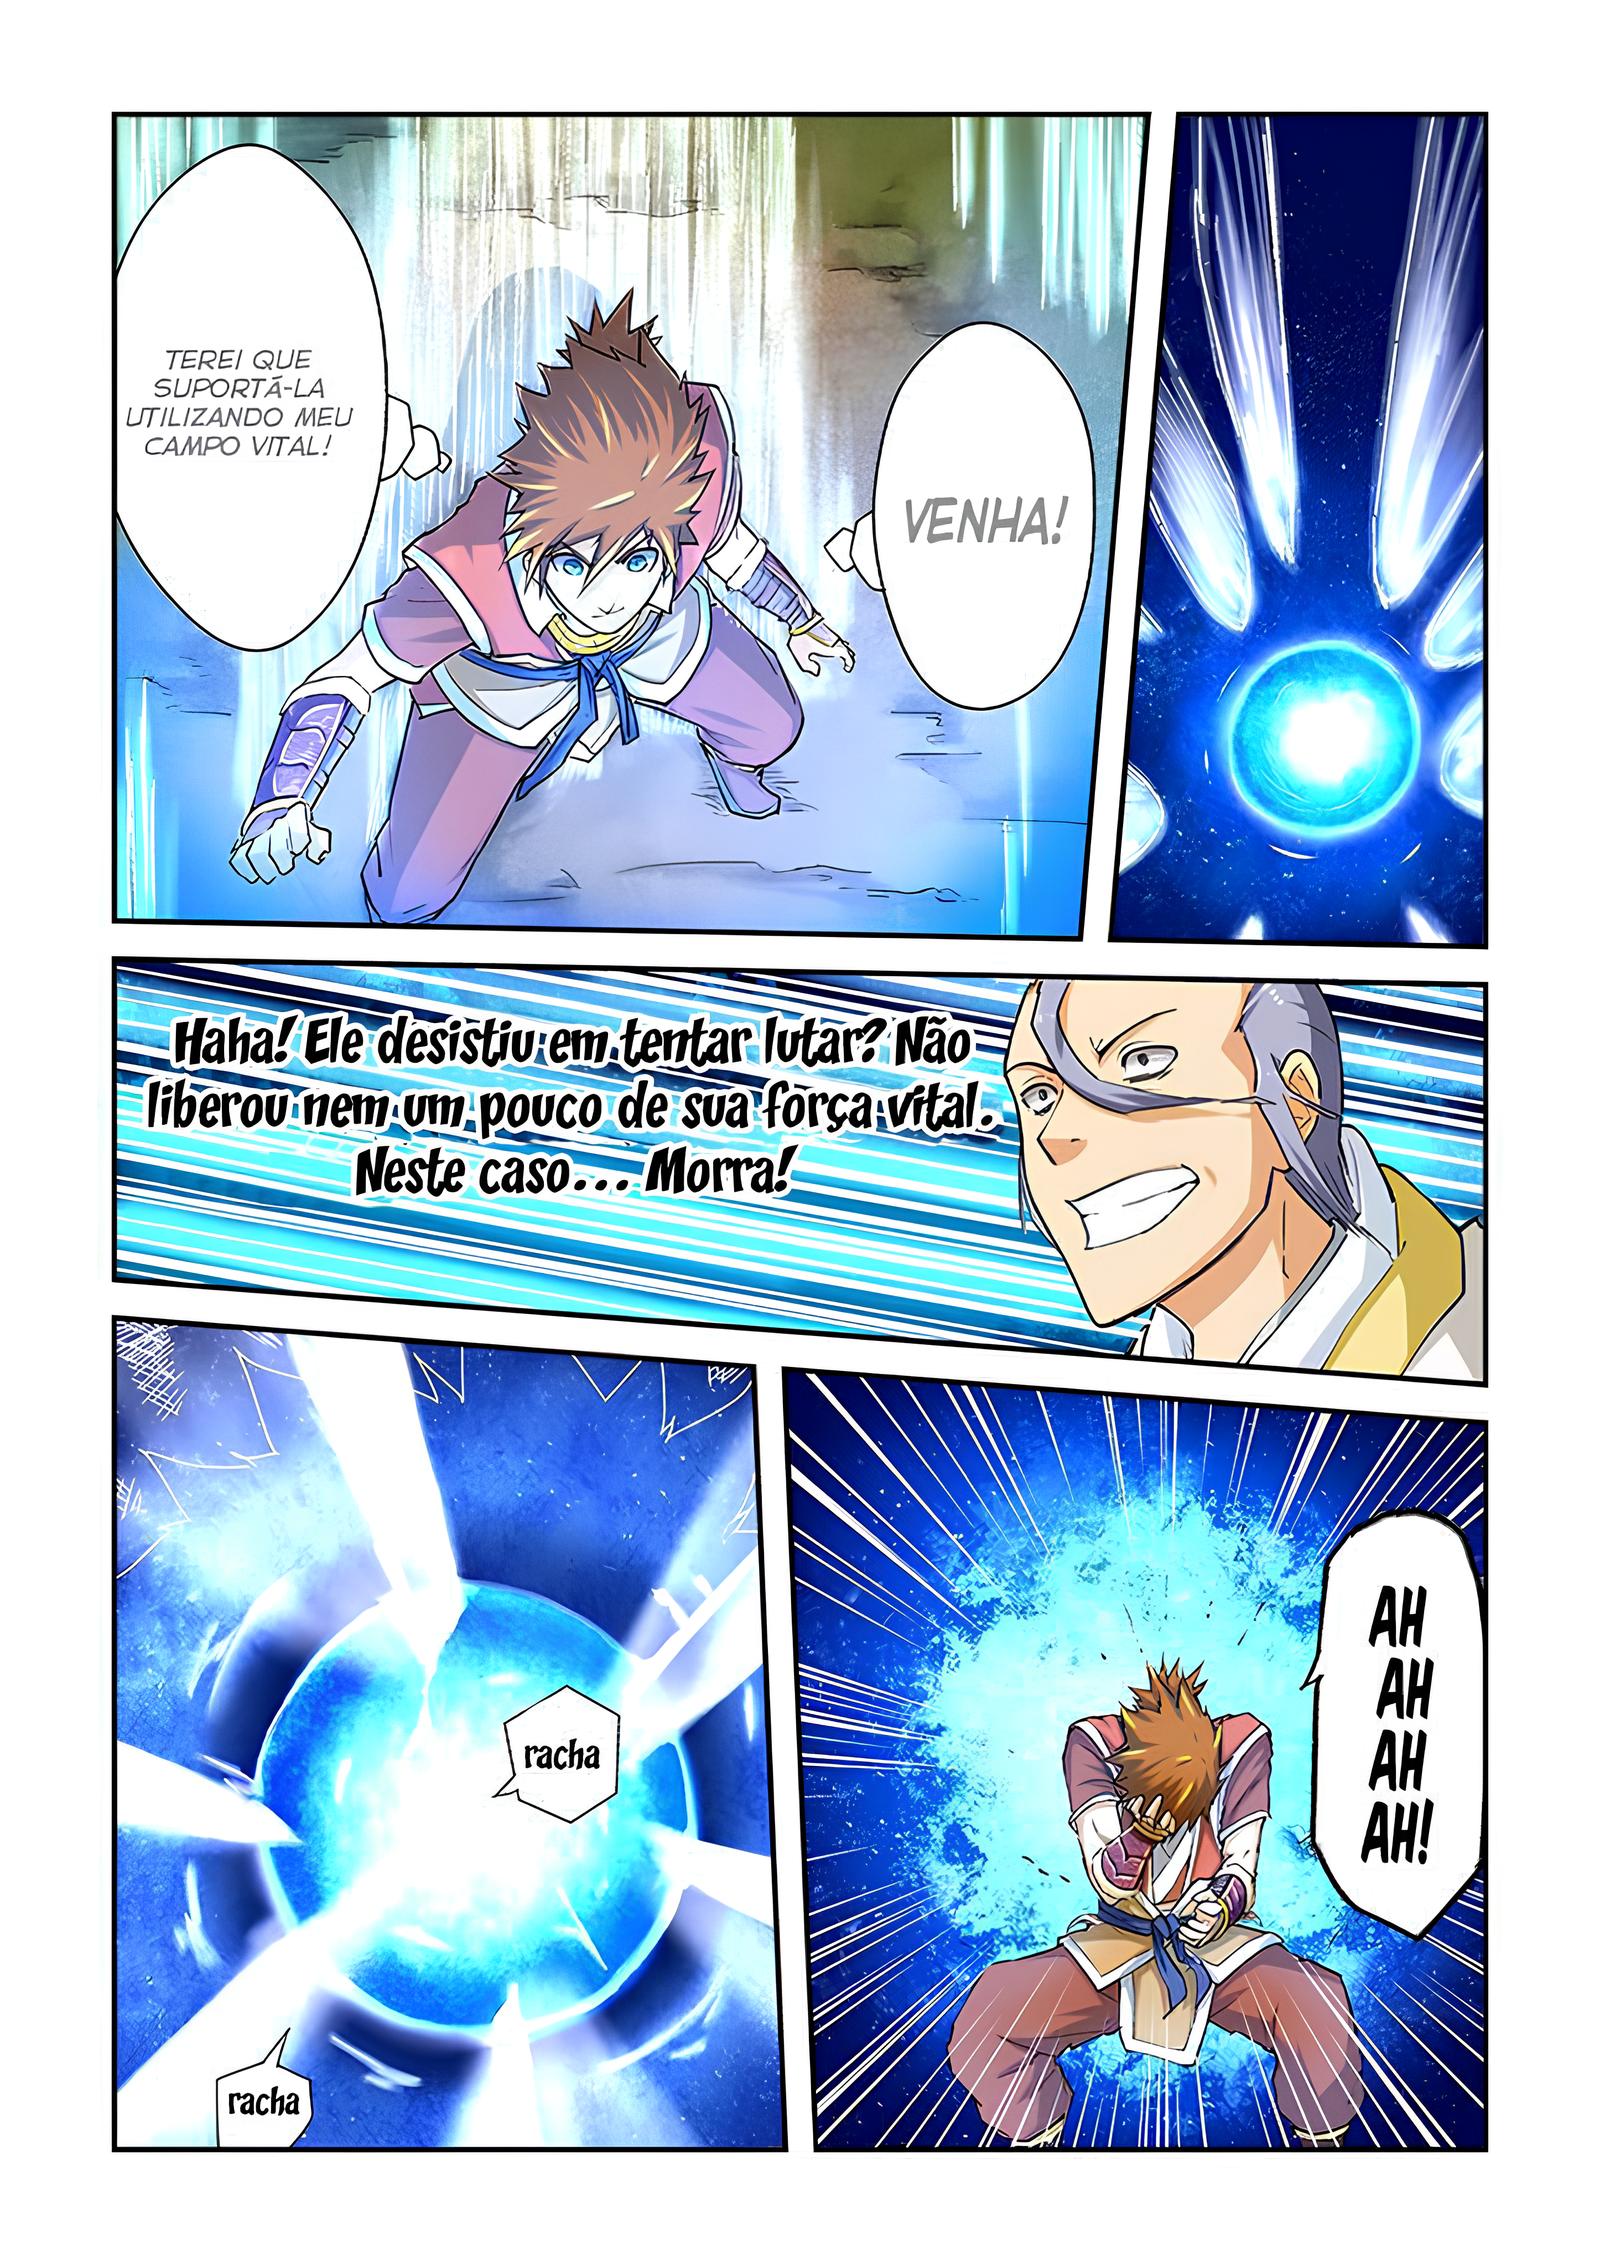 TEREI QUE
SUPORTÁ-LA
UTILIZANDO MEU
CAMPO VITAL!
VENHA!
Haha! Ele desistiu em tentar lutar? Não
liberou nem um pouco de sua força vital.
Neste caso... Morra!
racha
racha
AH
AH
AH
AH!